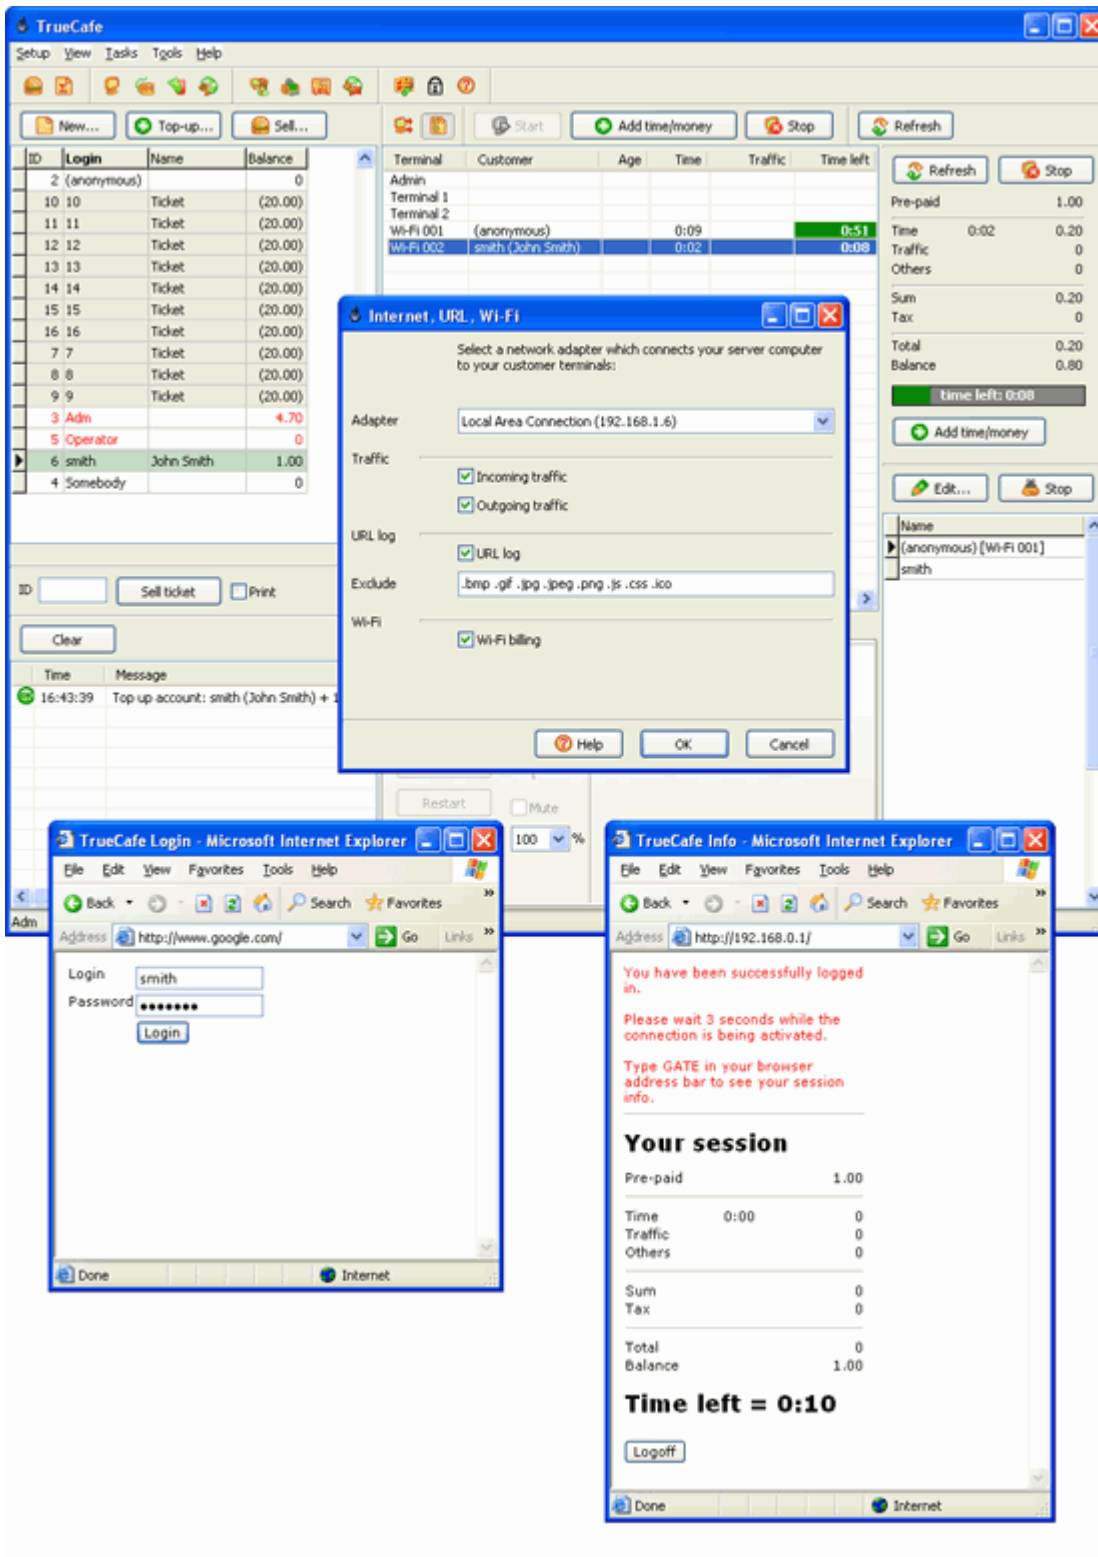 TrueCafe
Setup View Tasks Tools Help
New... Top-up... Sell... Start Add time/money Stop Refresh
ID Login Name Balance
2 (anonymous) 0
10 10 Ticket (20.00)
11 11 Ticket (20.00)
12 12 Ticket (20.00)
13 13 Ticket (20.00)
14 14 Ticket (20.00)
15 15 Ticket (20.00)
16 16 Ticket (20.00)
7 7 Ticket (20.00)
8 8 Ticket (20.00)
9 9 Ticket (20.00)
3 Adm 4.70
5 Operator 0
6 smith John Smith 1.00
4 Somebody 0
ID Sell ticket Print
Clear
Time Message
16:43:39 Top up account: smith (John Smith) + 1
Adm
Terminal Customer Age Time Traffic Time left
Admin
Terminal 1
Terminal 2
Wi-Fi 001 (anonymous) 0:09 0:51
Wi-Fi 002 smith (John Smith) 0:02 0:08
Refresh Stop
Pre-paid 1.00
Time 0:02 0.20
Traffic 0
Others 0
Sum 0.20
Tax 0
Total 0.20
Balance 0.80
time left: 0:08
Add time/money
Edit... Stop
Name
(anonymous) [Wi-Fi 001]
smith
Internet, URL, Wi-Fi
Select a network adapter which connects your server computer
to your customer terminals:
Adapter Local Area Connection (192.168.1.6)
Traffic
Incoming traffic
Outgoing traffic
URL log
URL log
Exclude .bmp .gif .jpg .jpeg .png .js .css .ico
Wi-Fi
Wi-Fi billing
Help OK Cancel
Restart Mute
100 %
TrueCafe Login - Microsoft Internet Explorer
File Edit View Favorites Tools Help
Back Search Favorites »
Address http://www.google.com/ Go Links »
Login smith
Password •••••••
Login
Done Internet
TrueCafe Info - Microsoft Internet Explorer
File Edit View Favorites Tools Help
Back Search Favorites »
Address http://192.168.0.1/ Go Links »
You have been successfully logged
in.
Please wait 3 seconds while the
connection is being activated.
Type GATE in your browser
address bar to see your session
info.
Your session
Pre-paid 1.00
Time 0:00 0
Traffic 0
Others 0
Sum 0
Tax 0
Total 0
Balance 1.00
Time left = 0:10
Logoff
Done Internet